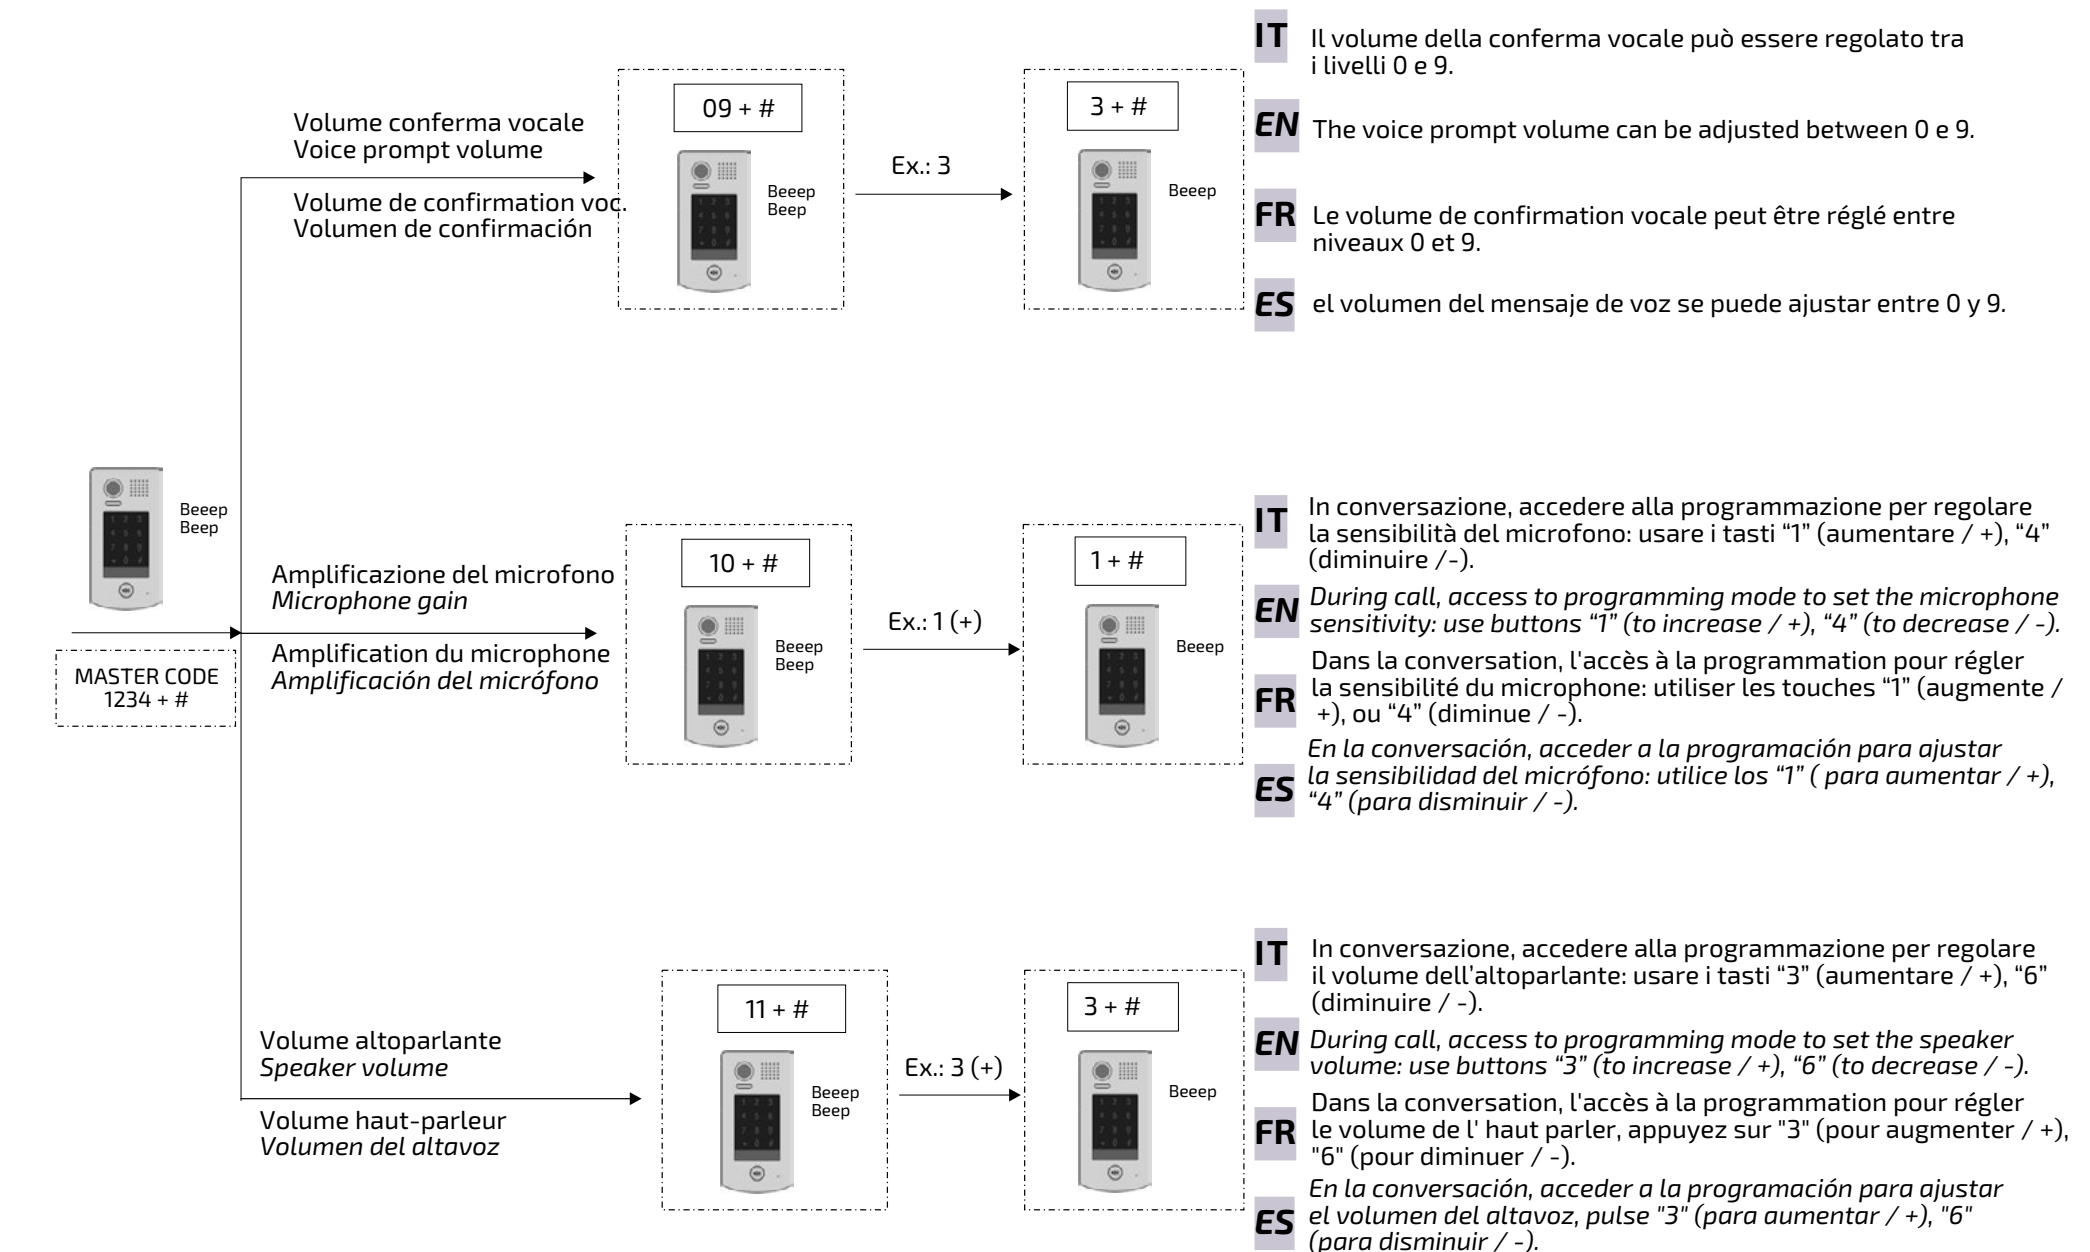 IT
Il volume della conferma vocale può essere regolato tra
i livelli 0 e 9.
EN
The voice prompt volume can be adjusted between 0 e 9.
FR
Le volume de confirmation vocale peut être réglé entre
niveaux 0 et 9.
ES
el volumen del mensaje de voz se puede ajustar entre 0 y 9.
Volume conferma vocale
Voice prompt volume
Volume de confirmation voc.
Volumen de confirmación
09 + #
Beeep
Beep
Ex.: 3
3 + #
Beeep
Beeep
Beep
MASTER CODE
1234 + #
Amplificazione del microfono
Microphone gain
Amplification du microphone
Amplificación del micrófono
10 + #
Beeep
Beep
Ex.: 1 (+)
1 + #
Beeep
IT
In conversazione, accedere alla programmazione per regolare
la sensibilità del microfono: usare i tasti “1” (aumentare / +), “4”
(diminuire /-).
EN
During call, access to programming mode to set the microphone
sensitivity: use buttons “1” (to increase / +), “4” (to decrease / -).
FR
Dans la conversation, l'accès à la programmation pour régler
la sensibilité du microphone: utiliser les touches “1” (augmente /
+), ou “4” (diminue / -).
ES
En la conversación, acceder a la programación para ajustar
la sensibilidad del micrófono: utilice los “1” ( para aumentar / +),
“4” (para disminuir / -).
Volume altoparlante
Speaker volume
Volume haut-parleur
Volumen del altavoz
11 + #
Beeep
Beep
Ex.: 3 (+)
3 + #
Beeep
IT
In conversazione, accedere alla programmazione per regolare
il volume dell’altoparlante: usare i tasti “3” (aumentare / +), “6”
(diminuire / -).
EN
During call, access to programming mode to set the speaker
volume: use buttons “3” (to increase / +), “6” (to decrease / -).
FR
Dans la conversation, l'accès à la programmation pour régler
le volume de l' haut parler, appuyez sur "3" (pour augmenter / +),
"6" (pour diminuer / -).
ES
En la conversación, acceder a la programación para ajustar
el volumen del altavoz, pulse "3" (para aumentar / +), "6"
(para disminuir / -).